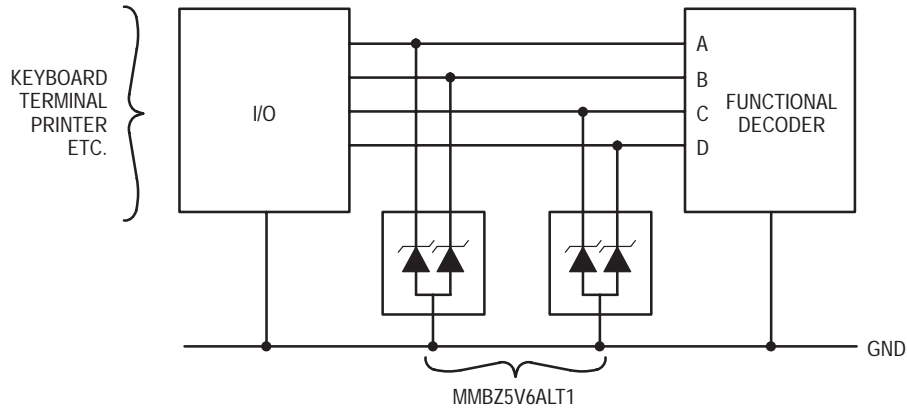 KEYBOARD
TERMINAL
PRINTER
ETC.
I/O
A
B
C
D
FUNCTIONAL
DECODER
GND
MMBZ5V6ALT1